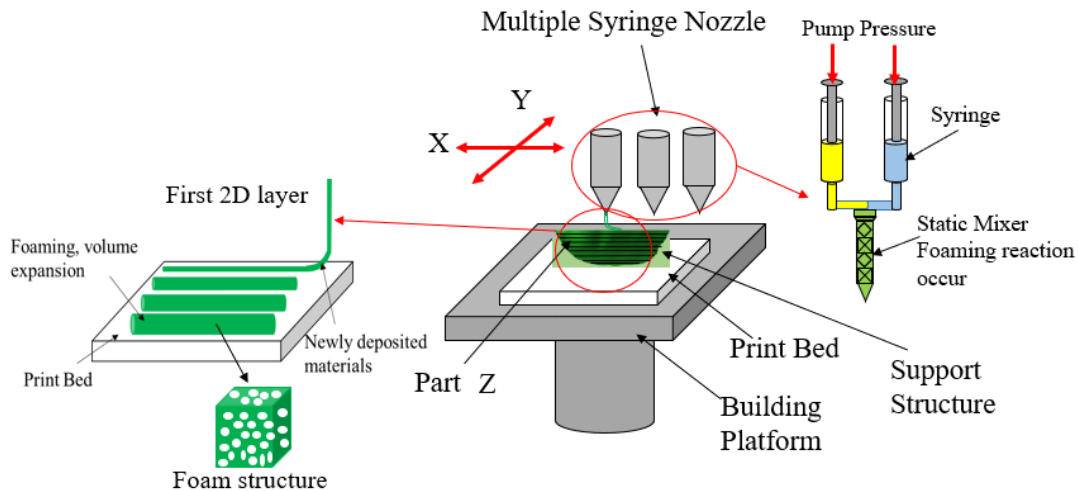 Multiple Syringe Nozzle
Pump Pressure
Y
X
Syringe
First 2D layer
Foaming, volume
expansion
Static Mixer
Foaming reaction
occur
Newly deposited
materials
Print Bed
Part Z
Print Bed
Support
Structure
Building
Platform
Foam structure